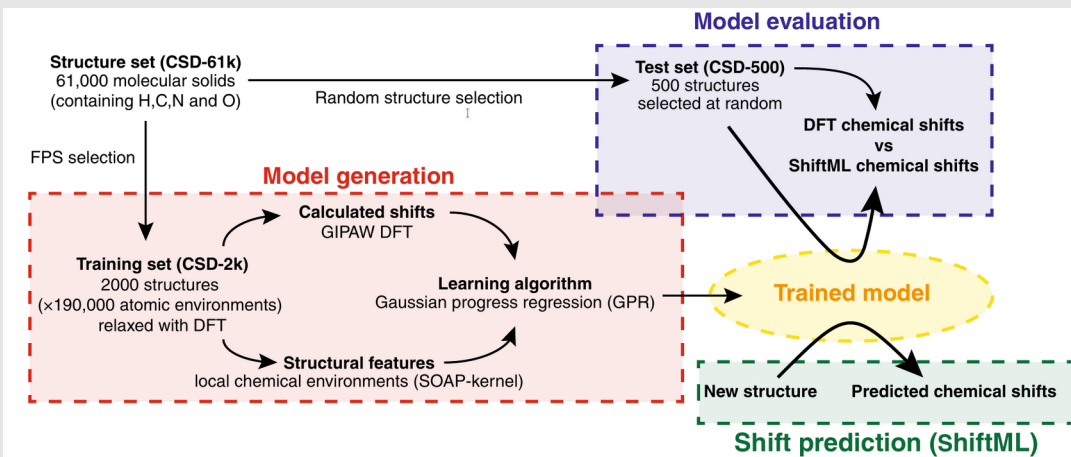 Model evaluation
Structure set (CSD-61k)
61,000 molecular solids
(containing H,C,N and O)
Random structure selection
Test set (CSD-500)
500 structures
selected at random
DFT chemical shifts
vs
ShiftML chemical shifts
FPS selection
Model generation
Calculated shifts
GIPAW DFT
Training set (CSD-2k)
2000 structures
(×190,000 atomic environments)
relaxed with DFT
Learning algorithm
Gaussian progress regression (GPR)
Structural features
local chemical environments (SOAP-kernel)
Trained model
New structure
Predicted chemical shifts
Shift prediction (ShiftML)